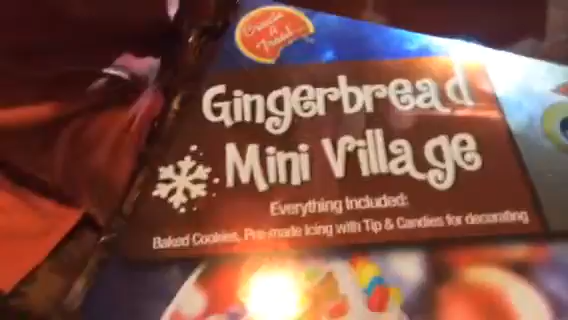 Create
A
Treat
Gingerbread
Mini Village
Everything Included:
Baked Cookies, Pre-made Icing with Tip & Candies for decorating